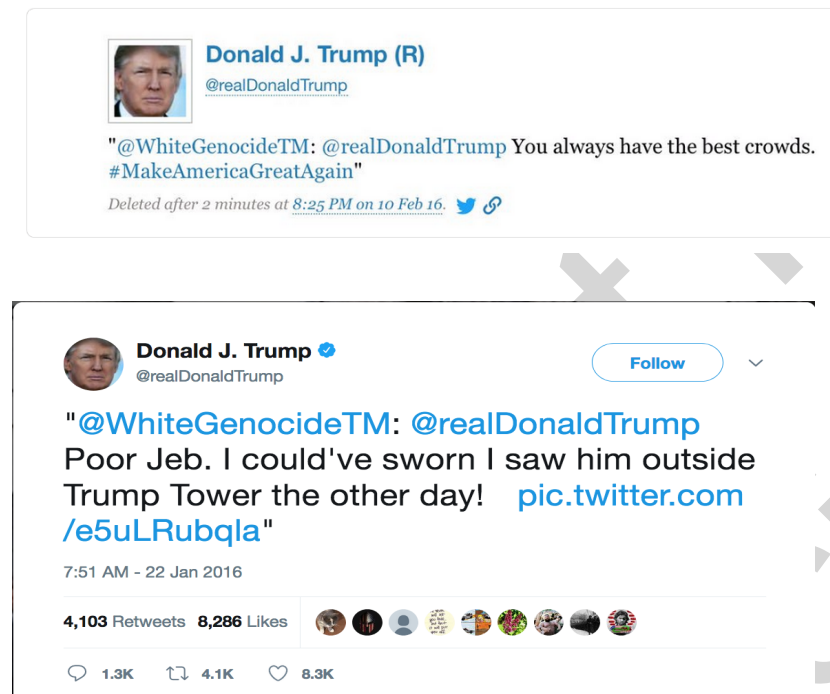 Donald J. Trump (R)
@realDonaldTrump
"@WhiteGenocideTM: @realDonaldTrump You always have the best crowds.
#MakeAmericaGreatAgain"
Deleted after 2 minutes at 8:25 PM on 10 Feb 16.
Donald J. Trump
@realDonaldTrump
Follow
"@WhiteGenocideTM: @realDonaldTrump
Poor Jeb. I could've sworn I saw him outside
Trump Tower the other day! pic.twitter.com
/e5uLRubqla"
7:51 AM - 22 Jan 2016
4,103 Retweets 8,286 Likes
1.3K 4.1K 8.3K